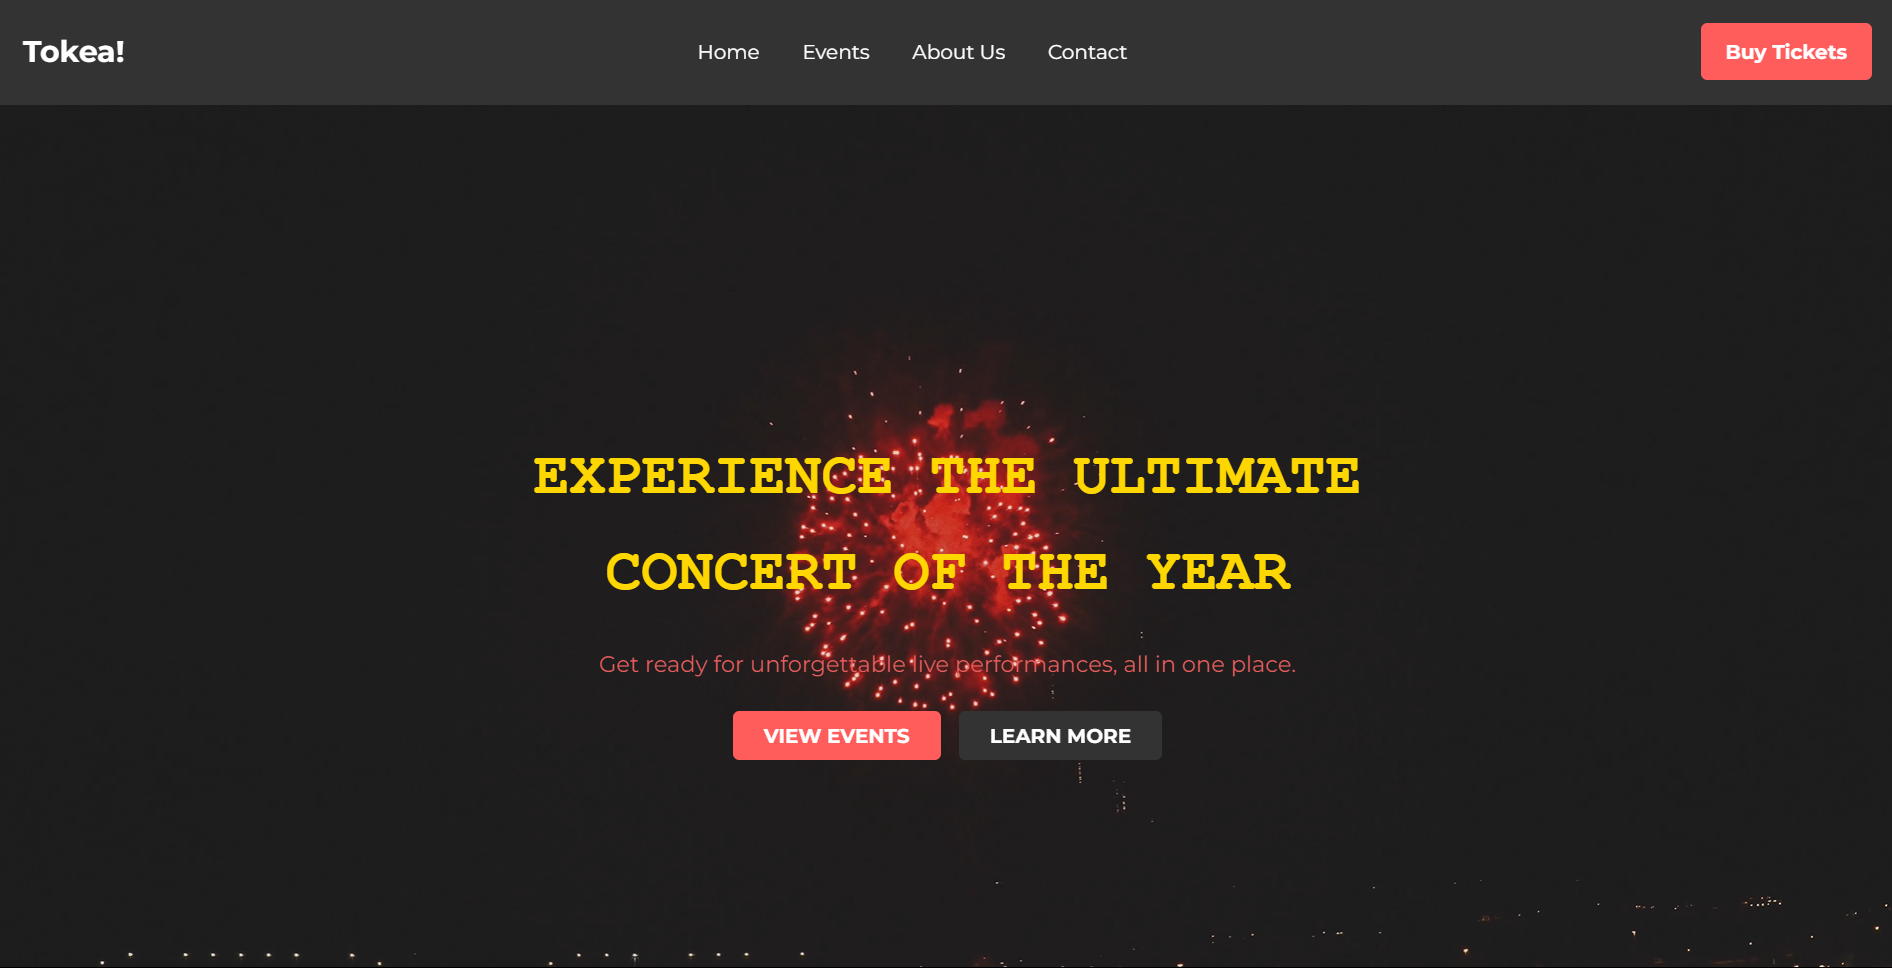 Tokea!
Home Events About Us Contact
Buy Tickets
EXPERIENCE THE ULTIMATE
CONCERT OF THE YEAR
Get ready for unforgettable live performances, all in one place.
VIEW EVENTS LEARN MORE